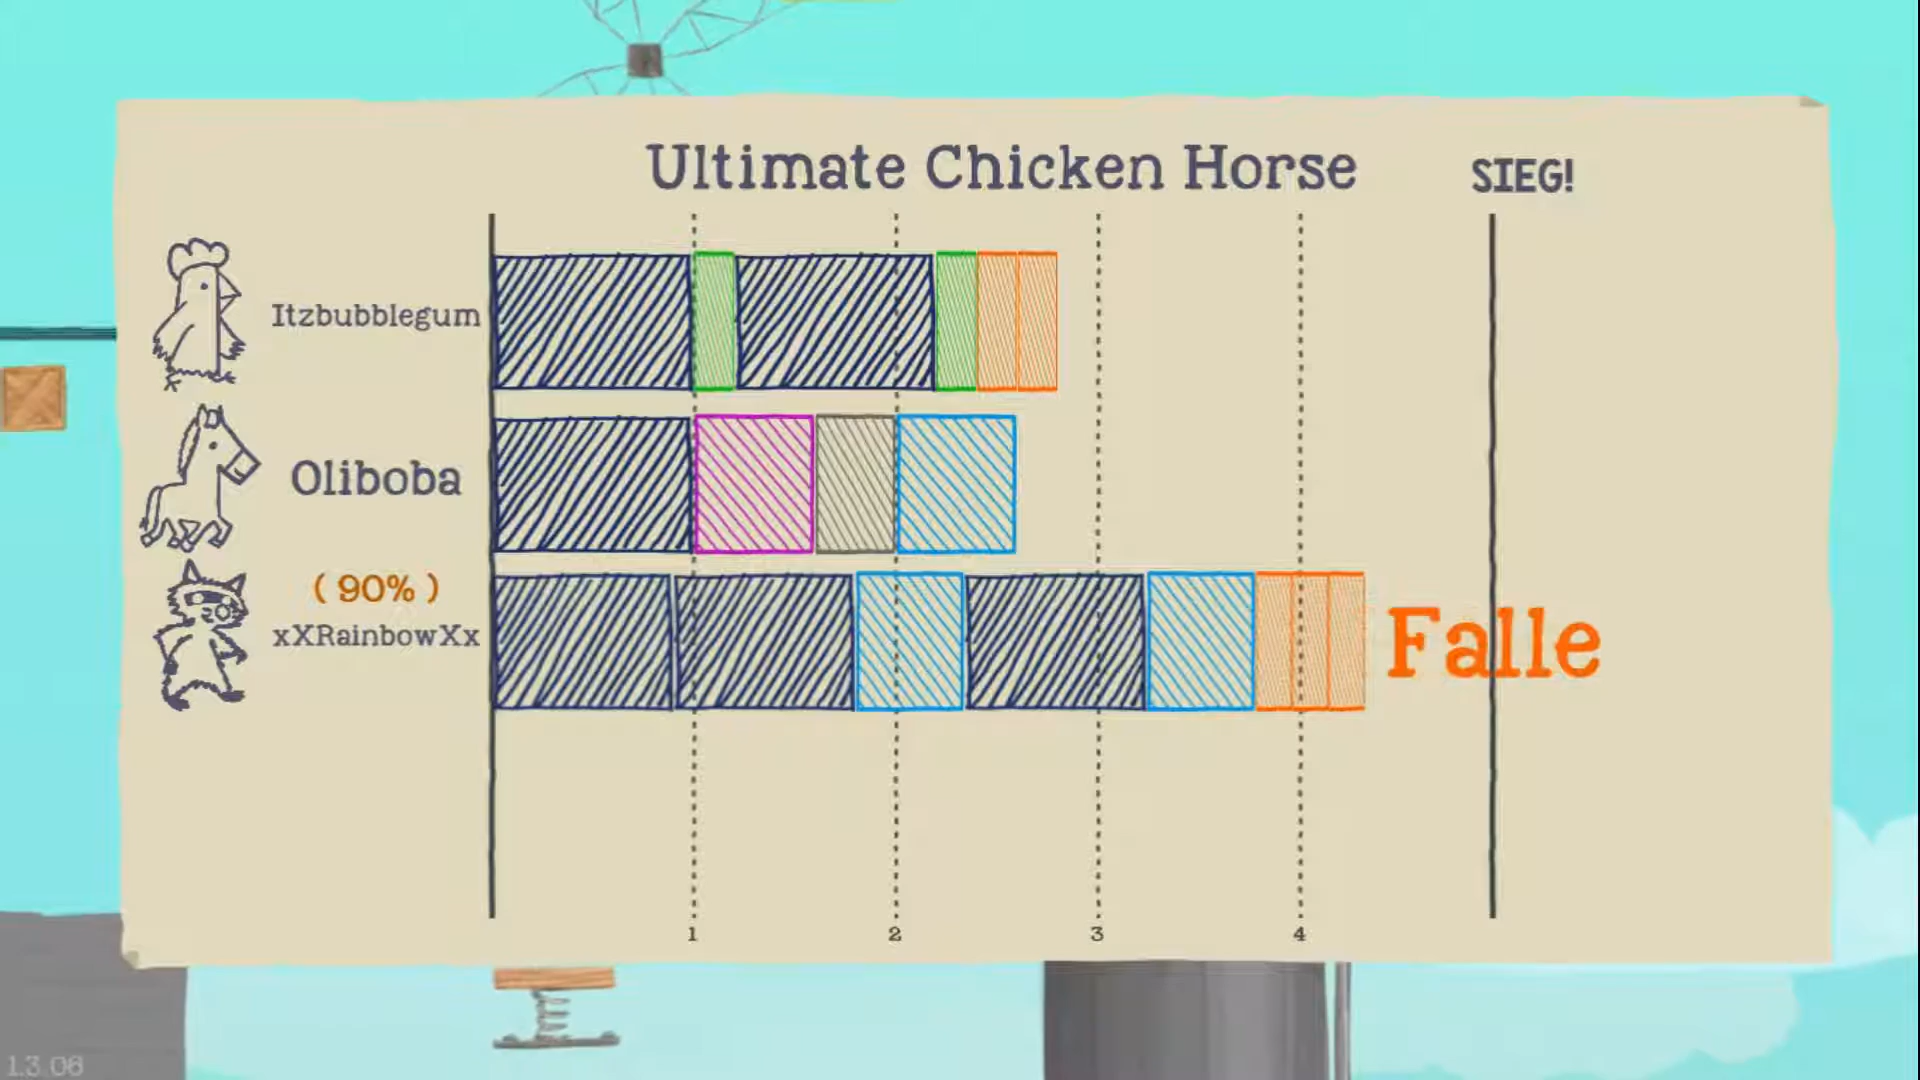 Ultimate Chicken Horse
SIEG!
Itzbubblegum
Oliboba
( 90% )
xXRainbowXx
Falle
1 2 3 4
1.3.06